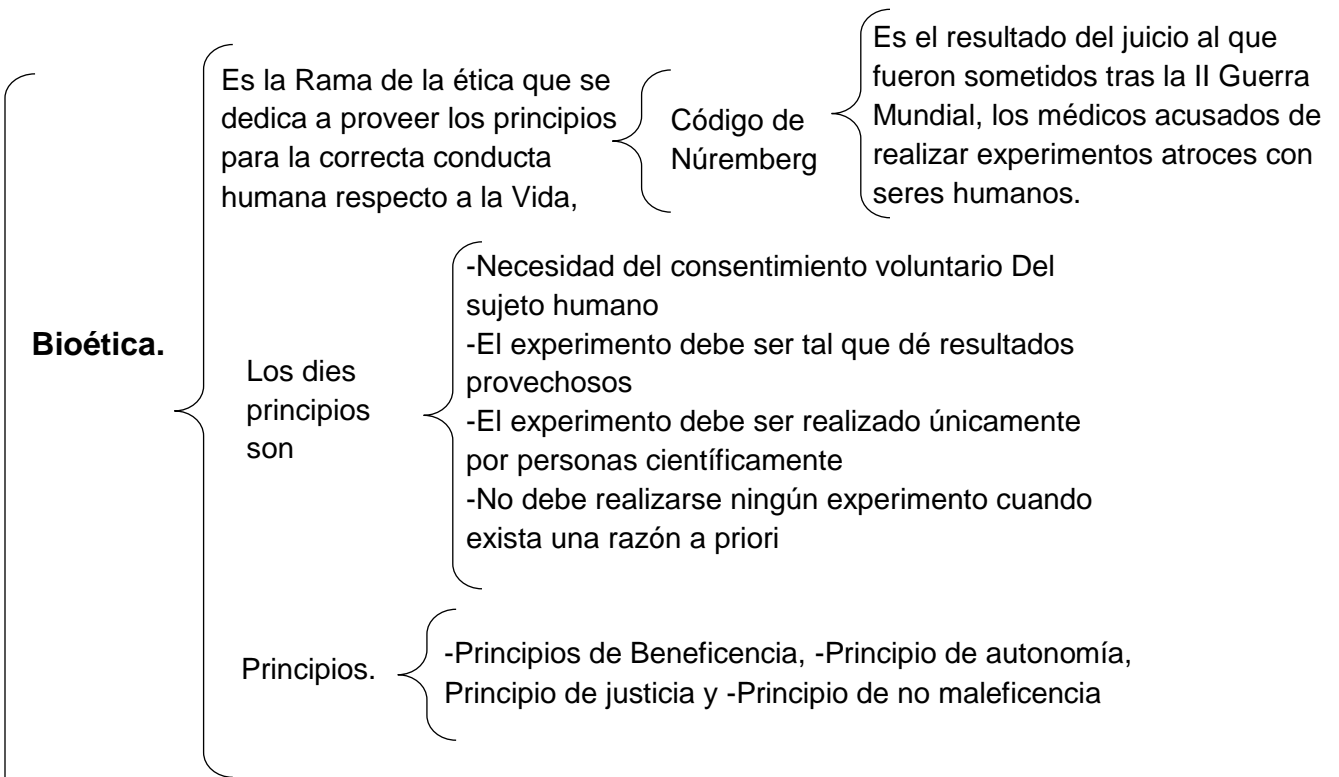 Bioética.
Es la Rama de la ética que se
dedica a proveer los principios
para la correcta conducta
humana respecto a la Vida,
Código de
Núremberg
Es el resultado del juicio al que
fueron sometidos tras la II Guerra
Mundial, los médicos acusados de
realizar experimentos atroces con
seres humanos.
Los dies
principios
son
-Necesidad del consentimiento voluntario Del
sujeto humano
-El experimento debe ser tal que dé resultados
provechosos
-El experimento debe ser realizado únicamente
por personas científicamente
-No debe realizarse ningún experimento cuando
exista una razón a priori
Principios.
-Principios de Beneficencia, -Principio de autonomía,
Principio de justicia y -Principio de no maleficencia